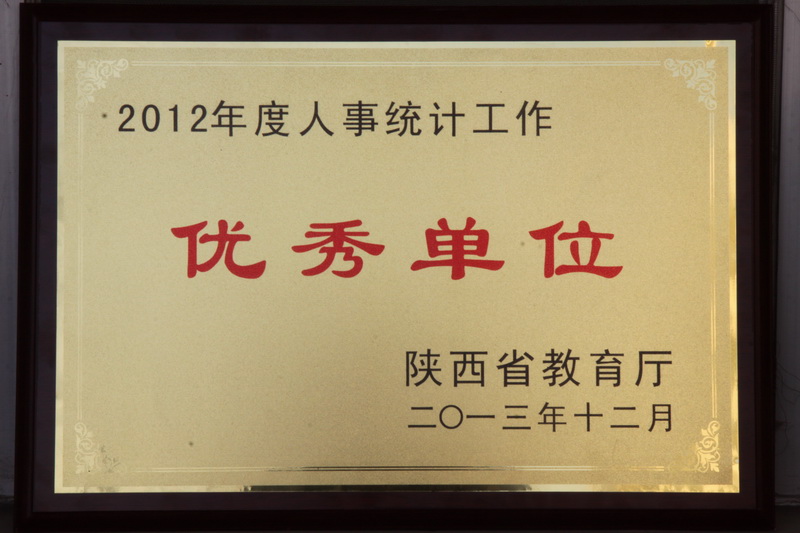 2012年度人事统计工作
优秀单位
陕西省教育厅
二〇一三年十二月